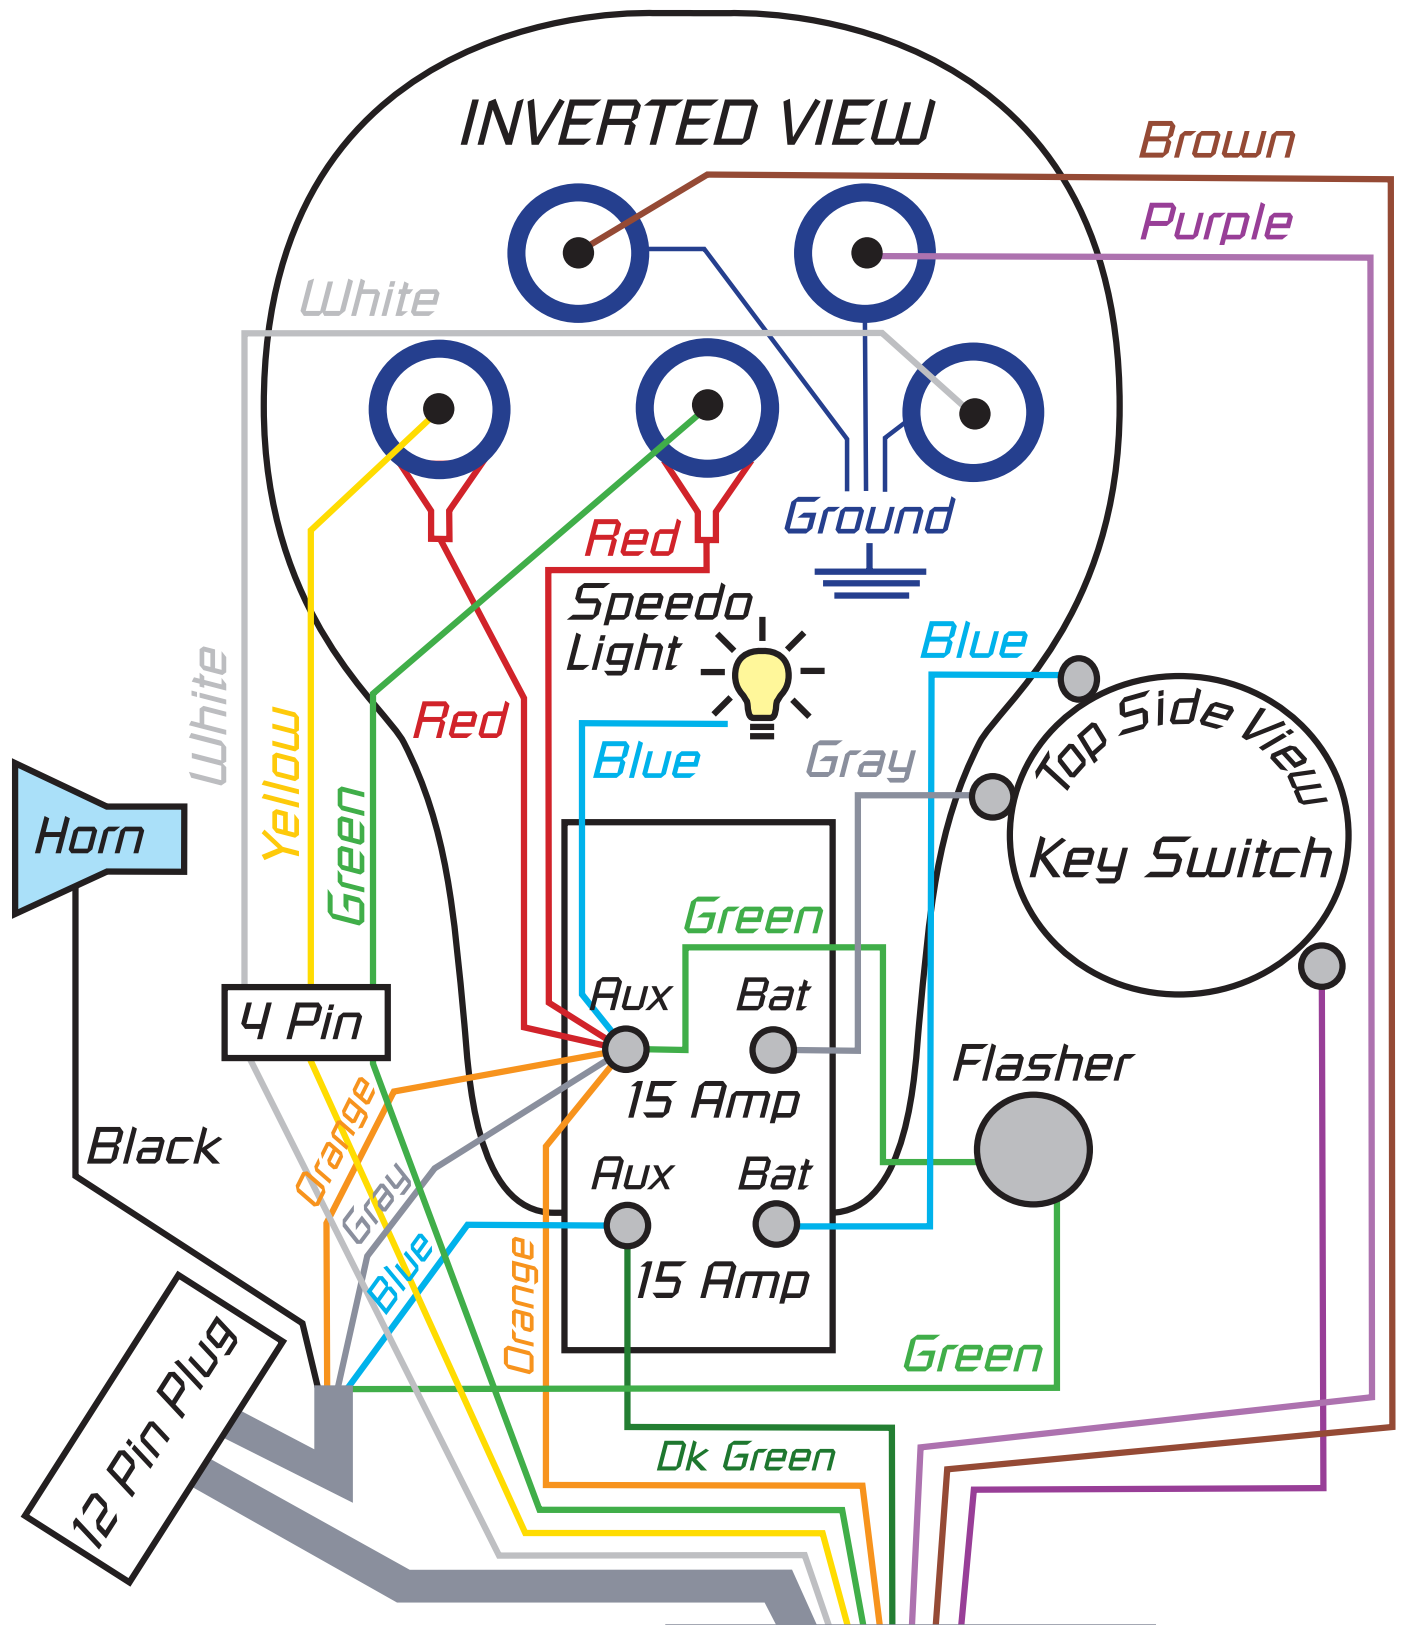 INVERTED VIEW
Brown
Purple
White
Red
Ground
Speedo
Light
Blue
White
Yellow
Red
Blue
Gray
Top Side View
Key Switch
Horn
Green
Green
Aux
Bat
4 Pin
15 Amp
Flasher
Black
Orange
Gray
Aux
Bat
Blue
Orange
15 Amp
12 Pin Plug
Green
Dk Green